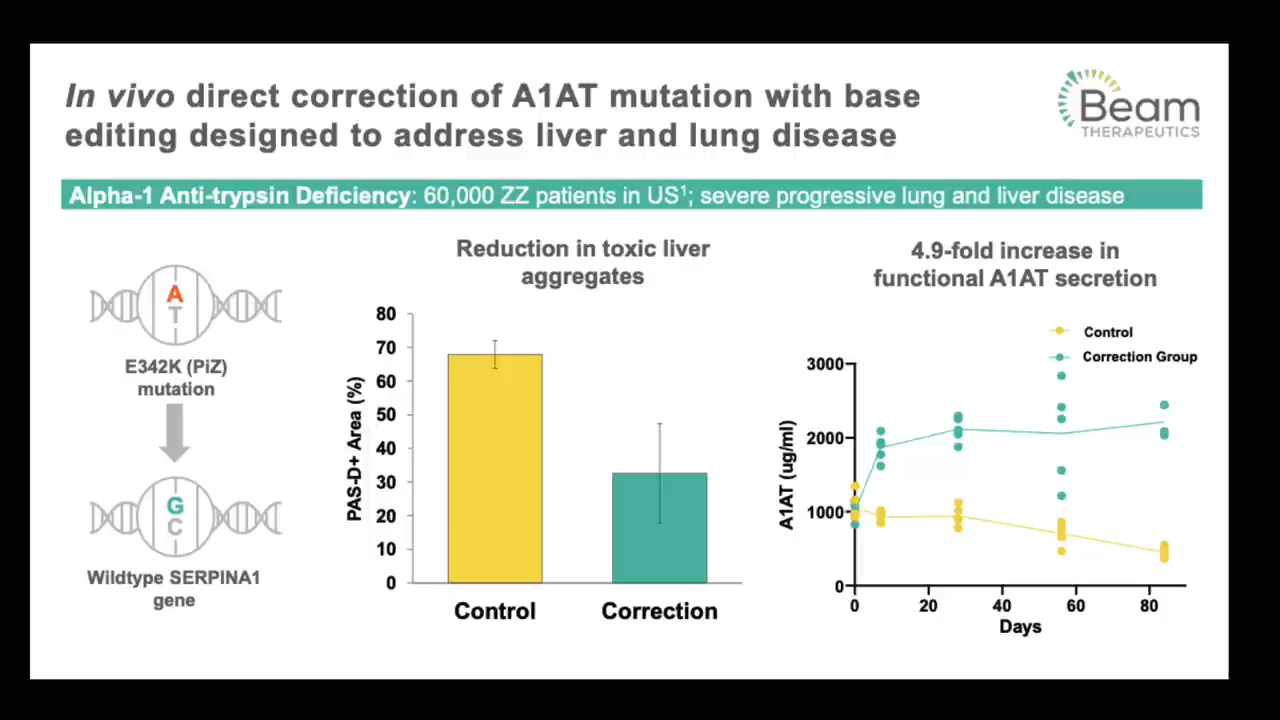 In vivo direct correction of A1AT mutation with base
editing designed to address liver and lung disease
Beam
THERAPEUTICS
Alpha-1 Anti-trypsin Deficiency: 60,000 ZZ patients in US¹; severe progressive lung and liver disease
A
T
E342K (PiZ)
mutation
G
C
Wildtype SERPINA1
gene
Reduction in toxic liver
aggregates
PAS-D+ Area (%)
80
70
60
50
40
30
20
10
0
Control
Correction
4.9-fold increase in
functional A1AT secretion
Control
Correction Group
A1AT (ug/ml)
3000
2000
1000
0
0
20
40
60
80
Days